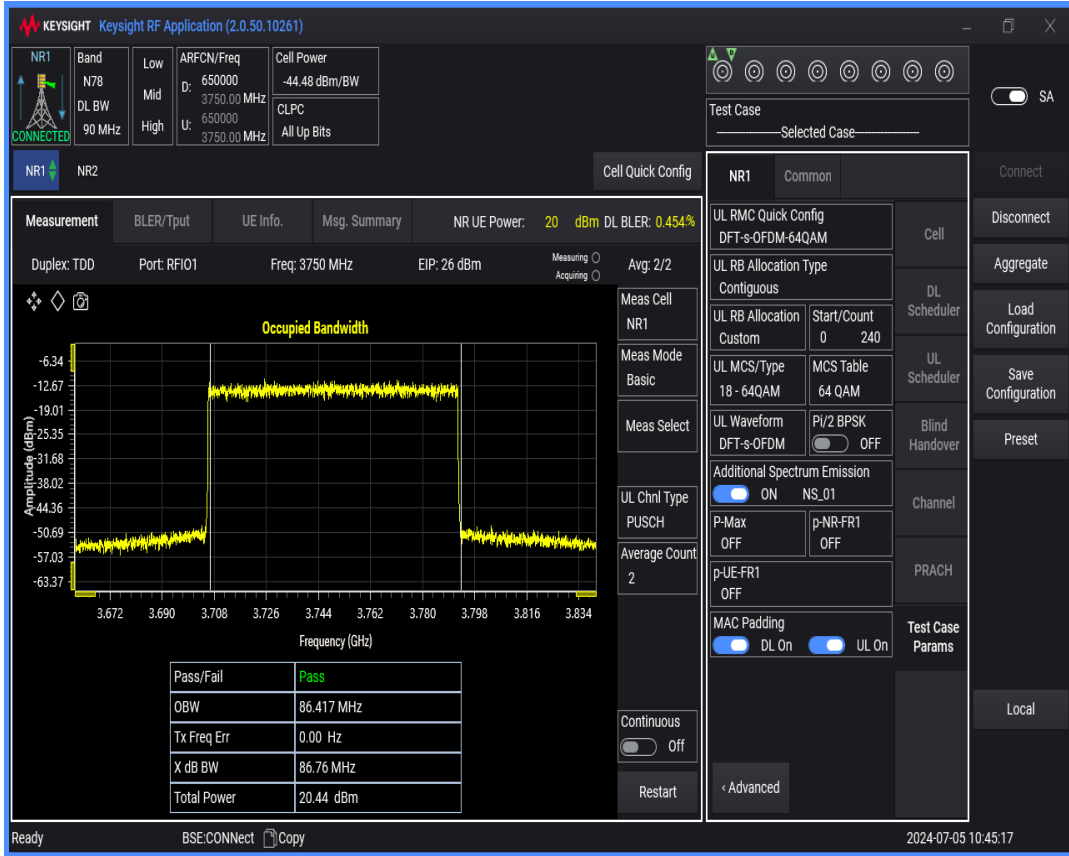 KEYSIGHT Keysight RF Application (2.0.50.10261)
NR1
CONNECTED
Band
N78
DL BW
90 MHz
Low
Mid
High
ARFCN/Freq
D: 650000
3750.00 MHz
U: 650000
3750.00 MHz
Cell Power
-44.48 dBm/BW
CLPC
All Up Bits
U D
Test Case
-----Selected Case-----
SA
NR1 NR2
Cell Quick Config
NR1 Common
Connect
Disconnect
Aggregate
Load
Configuration
Save
Configuration
Preset
Local
Measurement BLER/Tput UE Info. Msg. Summary NR UE Power: 20 dBm DL BLER: 0.454%
Duplex: TDD Port: RFIO1 Freq: 3750 MHz EIP: 26 dBm Measuring Acquiring Avg: 2/2
Occupied Bandwidth
Amplitude (dBm)
-6.34
-12.67
-19.01
-25.35
-31.68
-38.02
-44.36
-50.69
-57.03
-63.37
3.672 3.690 3.708 3.726 3.744 3.762 3.780 3.798 3.816 3.834
Frequency (GHz)
Pass/Fail Pass
OBW 86.417 MHz
Tx Freq Err 0.00 Hz
X dB BW 86.76 MHz
Total Power 20.44 dBm
Meas Cell
NR1
Meas Mode
Basic
Meas Select
UL Chnl Type
PUSCH
Average Count
2
Continuous
Off
Restart
UL RMC Quick Config
DFT-s-OFDM-64QAM
UL RB Allocation Type
Contiguous
UL RB Allocation
Custom
Start/Count
0 240
UL MCS/Type
18 - 64QAM
MCS Table
64 QAM
UL Waveform
DFT-s-OFDM
Pi/2 BPSK
OFF
Additional Spectrum Emission
ON NS_01
P-Max
OFF
p-NR-FR1
OFF
p-UE-FR1
OFF
MAC Padding
DL On UL On
‹ Advanced
Cell
DL
Scheduler
UL
Scheduler
Blind
Handover
Channel
PRACH
Test Case
Params
Ready BSE:CONNect Copy 2024-07-05 10:45:17